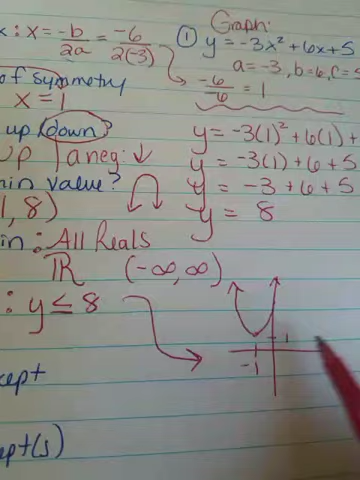 Graph:
x: x = -b/2a = -6/2(-3)
① y = -3x² + 6x + 5
a = -3, b = 6, c = 5
-6/-6 = 1
of symmetry
x = 1
up (down)?
y = -3(1)² + 6(1) +
UP a neg: ↓
y = -3(1) + 6 + 5
min value?
y = -3 + 6 + 5
1, 8)
y = 8
in: All Reals
ℝ (-∞, ∞)
: y ≤ 8
1
-1
cept
ept(s)